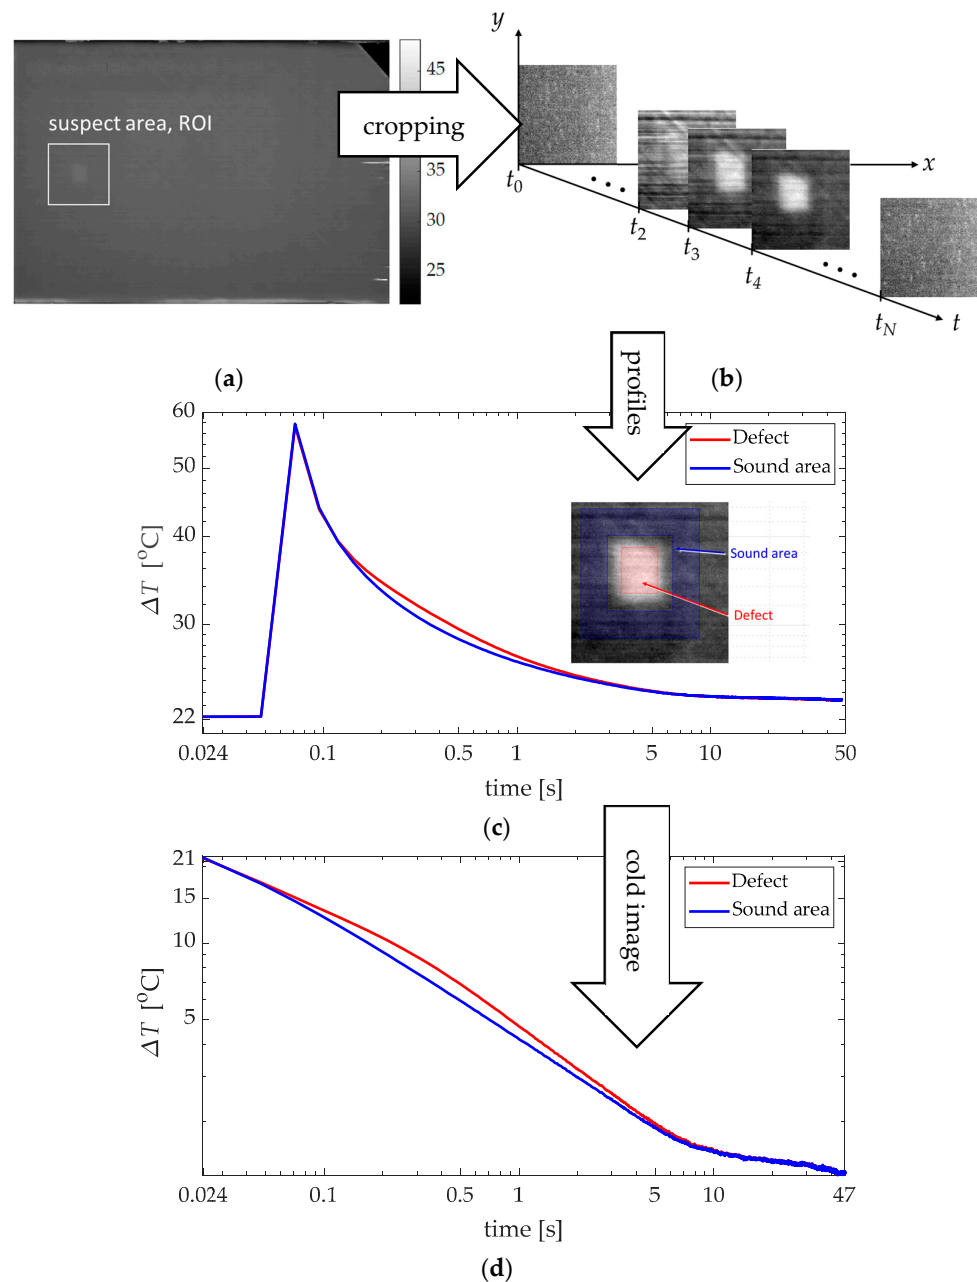 suspect area, ROI
45
35
30
25
cropping
y
x
t0
t2
t3
t4
tN
t
(a)
(b)
profiles
60
50
40
30
22
ΔT [°C]
Defect
Sound area
Sound area
Defect
0.024
0.1
0.5
1
5
10
50
time [s]
(c)
cold image
21
15
10
5
ΔT [°C]
Defect
Sound area
0.024
0.1
0.5
1
5
10
47
time [s]
(d)